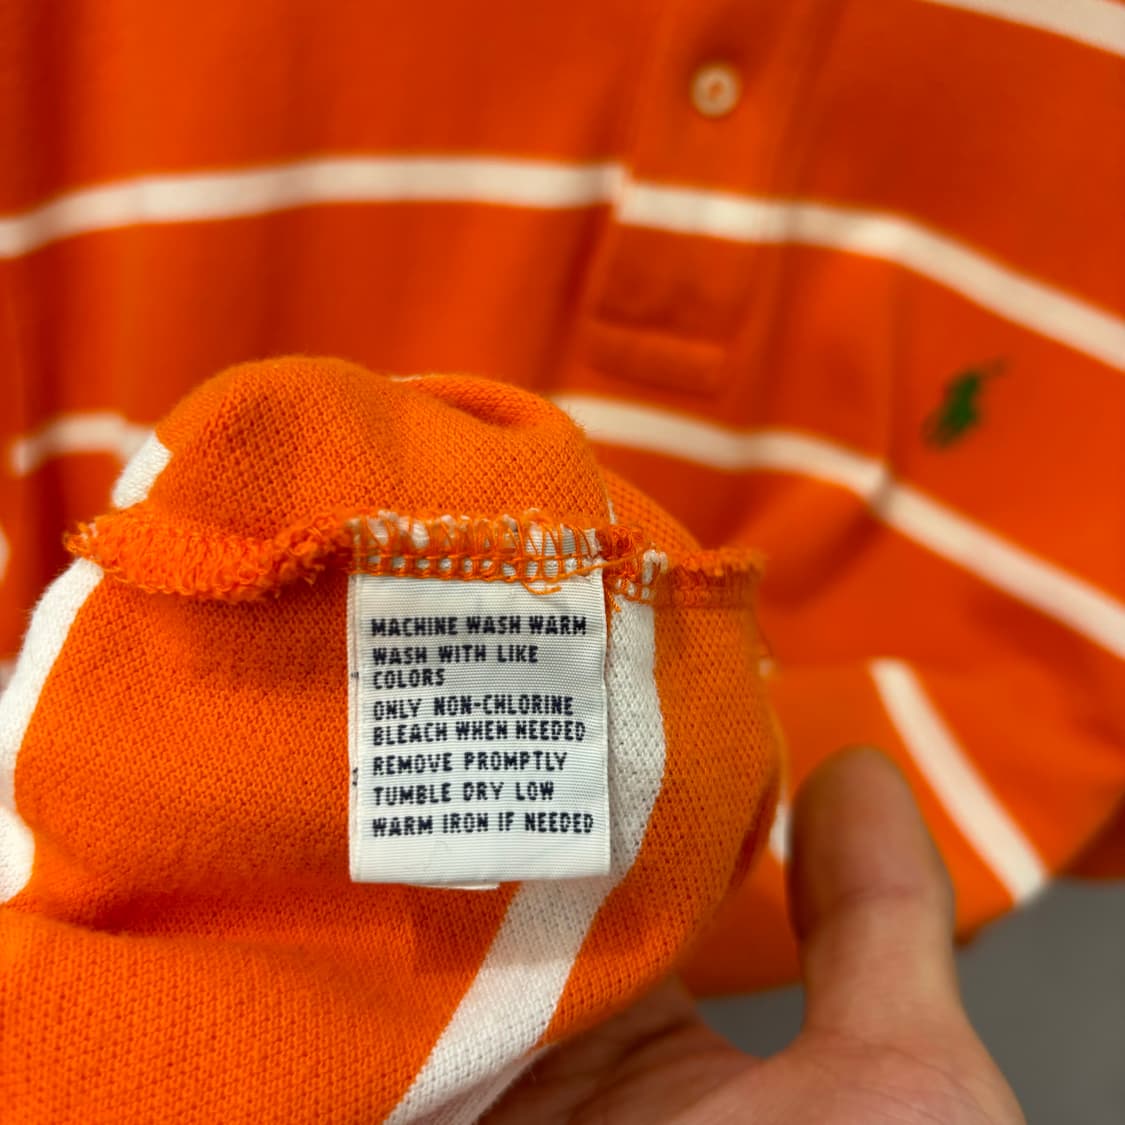 MACHINE WASH WARM
WASH WITH LIKE
COLORS
ONLY NON-CHLORINE
BLEACH WHEN NEEDED
REMOVE PROMPTLY
TUMBLE DRY LOW
WARM IRON IF NEEDED